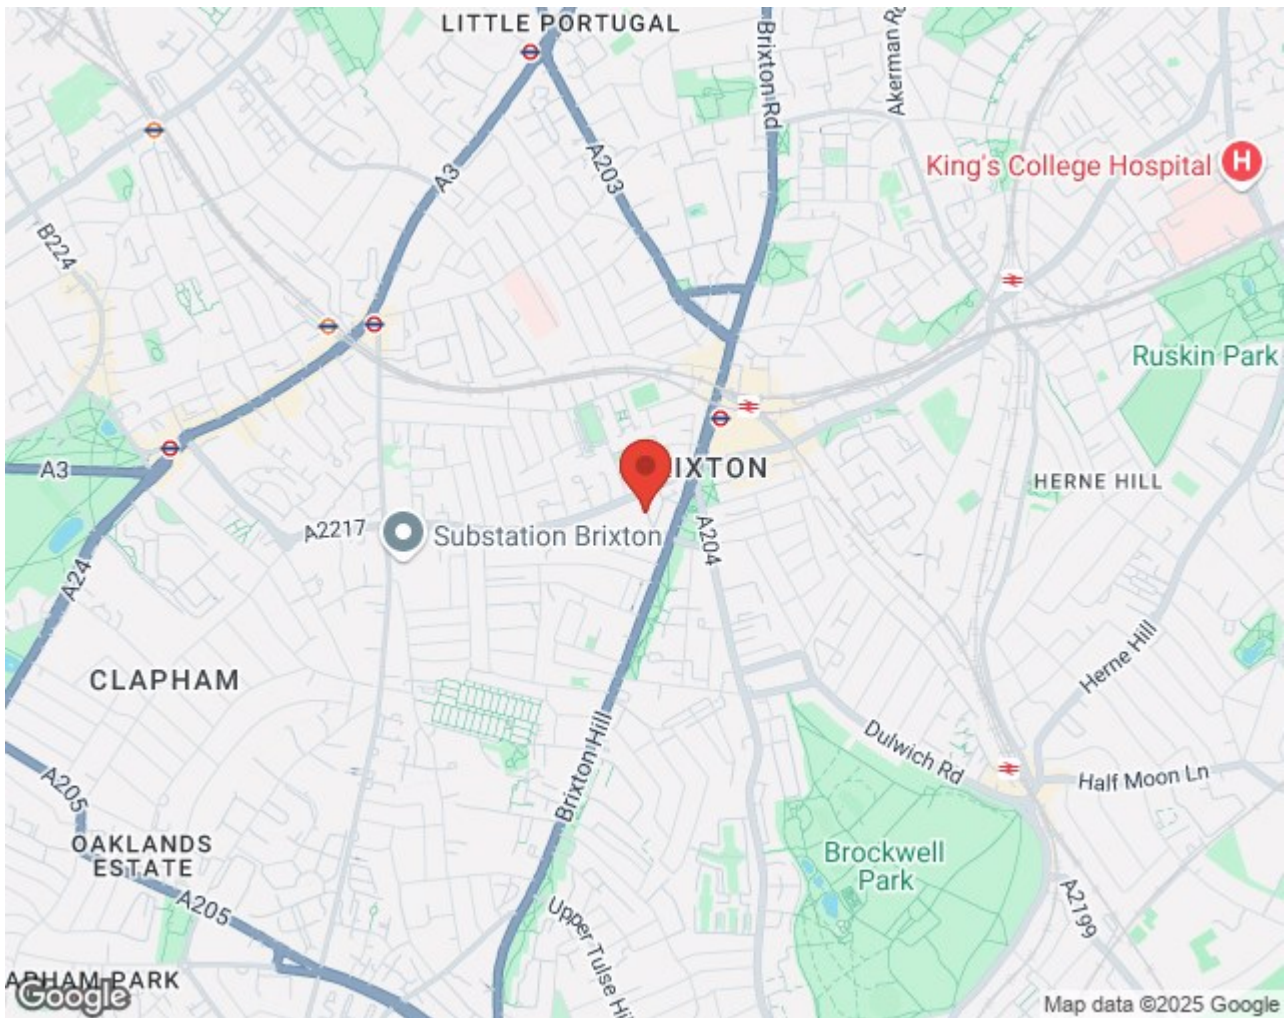 LITTLE PORTUGAL
Brixton Rd
Akerman Rd
A3
A203
King's College Hospital
H
B224
Ruskin Park
A3
IXTON
HERNE HILL
A2217
Substation Brixton
A204
A24
CLAPHAM
Herne Hill
Brixton Hill
Dulwich Rd
Half Moon Ln
A205
OAKLANDS
ESTATE
Brockwell
Park
A205
Upper Tulse Hi
A2199
APHAM PARK
Google
Map data ©2025 Google